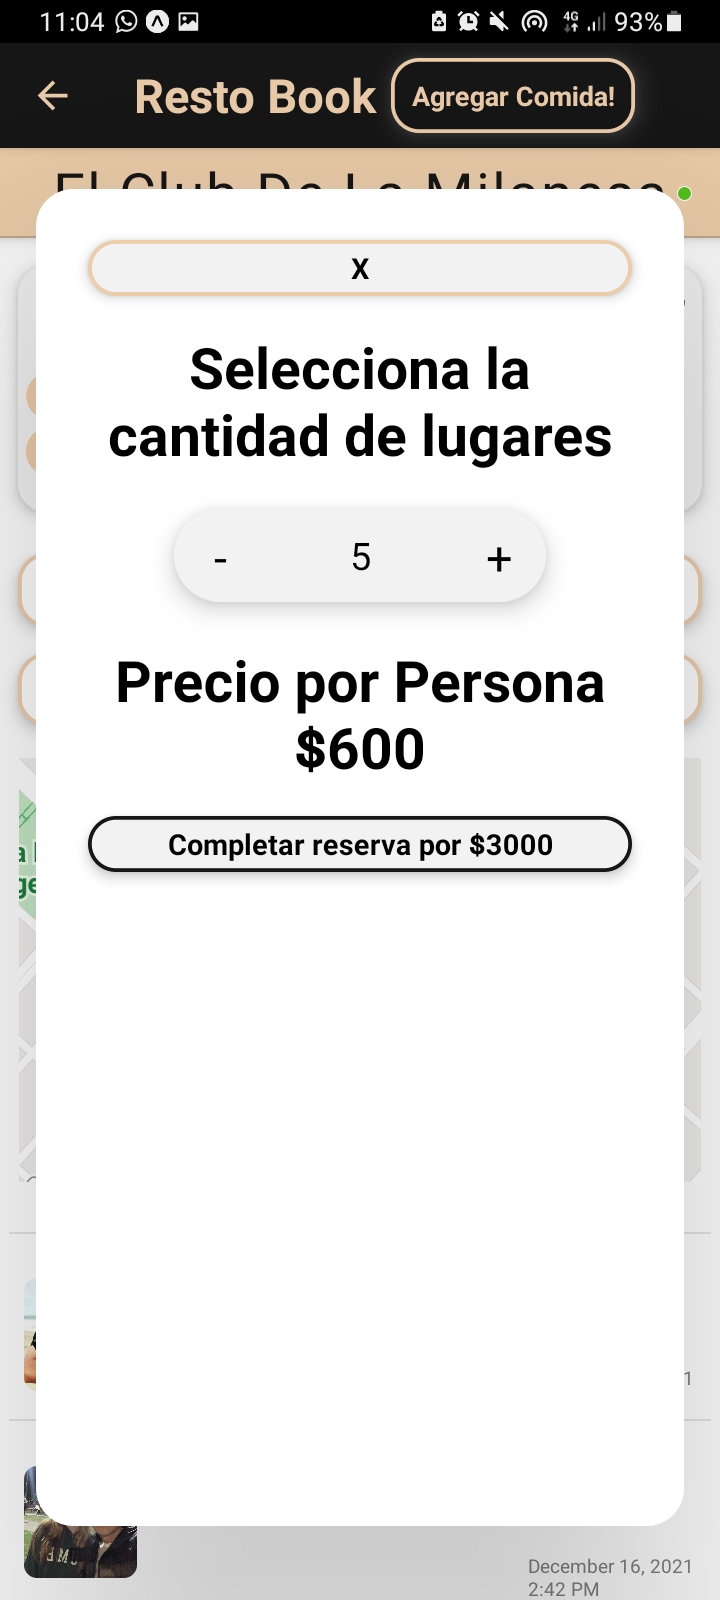 11:04 4G 93%
Resto Book
Agregar Comida!
El Club De La Milanesa
X
Selecciona la
cantidad de lugares
- 5 +
Precio por Persona
$600
Completar reserva por $3000
1
December 16, 2021
2:42 PM